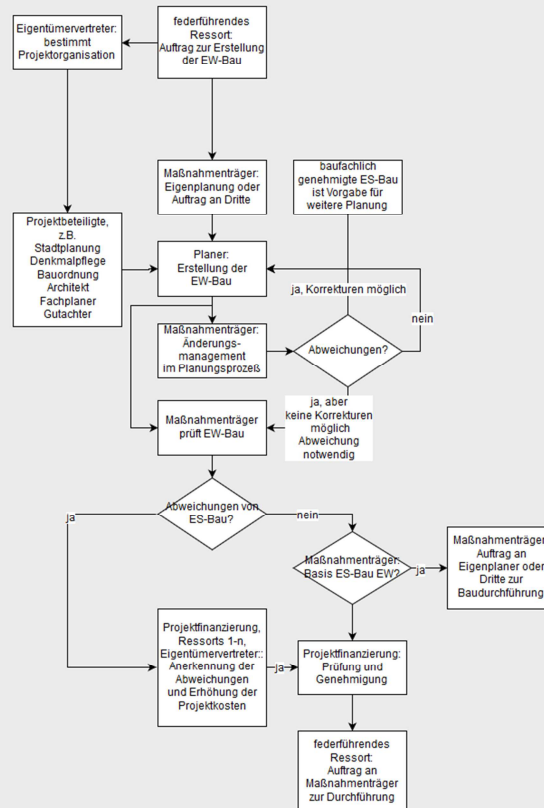 Eigentümervertreter:
bestimmt
Projektorganisation
federführendes
Ressort:
Auftrag zur Erstellung
der EW-Bau
Maßnahmenträger:
Eigenplanung oder
Auftrag an Dritte
baufachlich
genehmigte ES-Bau
ist Vorgabe für
weitere Planung
Projektbeteiligte,
z.B.
Stadtplanung
Denkmalpflege
Bauordnung
Architekt
Fachplaner
Gutachter
Planer:
Erstellung der
EW-Bau
ja, Korrekturen möglich
nein
Maßnahmenträger:
Änderungs-
management
im Planungsprozeß
Abweichungen?
ja, aber
keine Korrekturen
möglich
Abweichung
notwendig
Maßnahmenträger
prüft EW-Bau
Abweichungen von
ES-Bau?
ja
nein
Maßnahmenträger:
Basis ES-Bau EW?
ja
Maßnahmenträger:
Auftrag an
Eigenplaner oder
Dritte zur
Baudurchführung
Projektfinanzierung,
Ressorts 1-n,
Eigentümervertreter::
Anerkennung der
Abweichungen
und Erhöhung der
Projektkosten
ja
Projektfinanzierung:
Prüfung und
Genehmigung
federführendes
Ressort:
Auftrag an
Maßnahmenträger
zur Durchführung